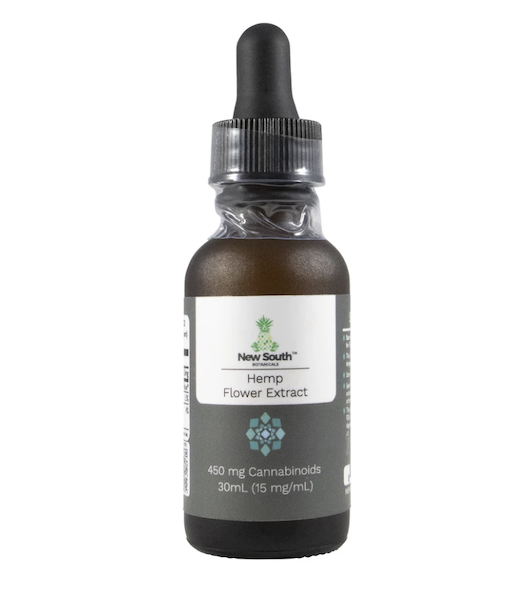 New South™
BOTANICALS
Hemp
Flower Extract
450 mg Cannabinoids
30mL (15 mg/mL)